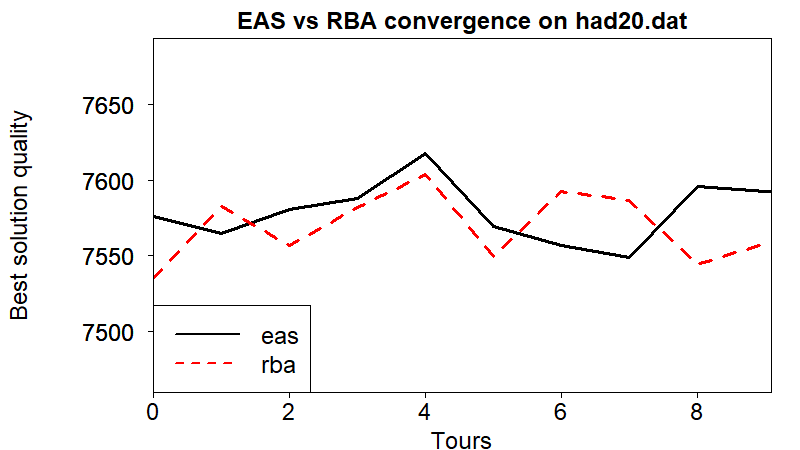 EAS vs RBA convergence on had20.dat
Best solution quality
7650
7600
7550
7500
eas
rba
0 2 4 6 8
Tours